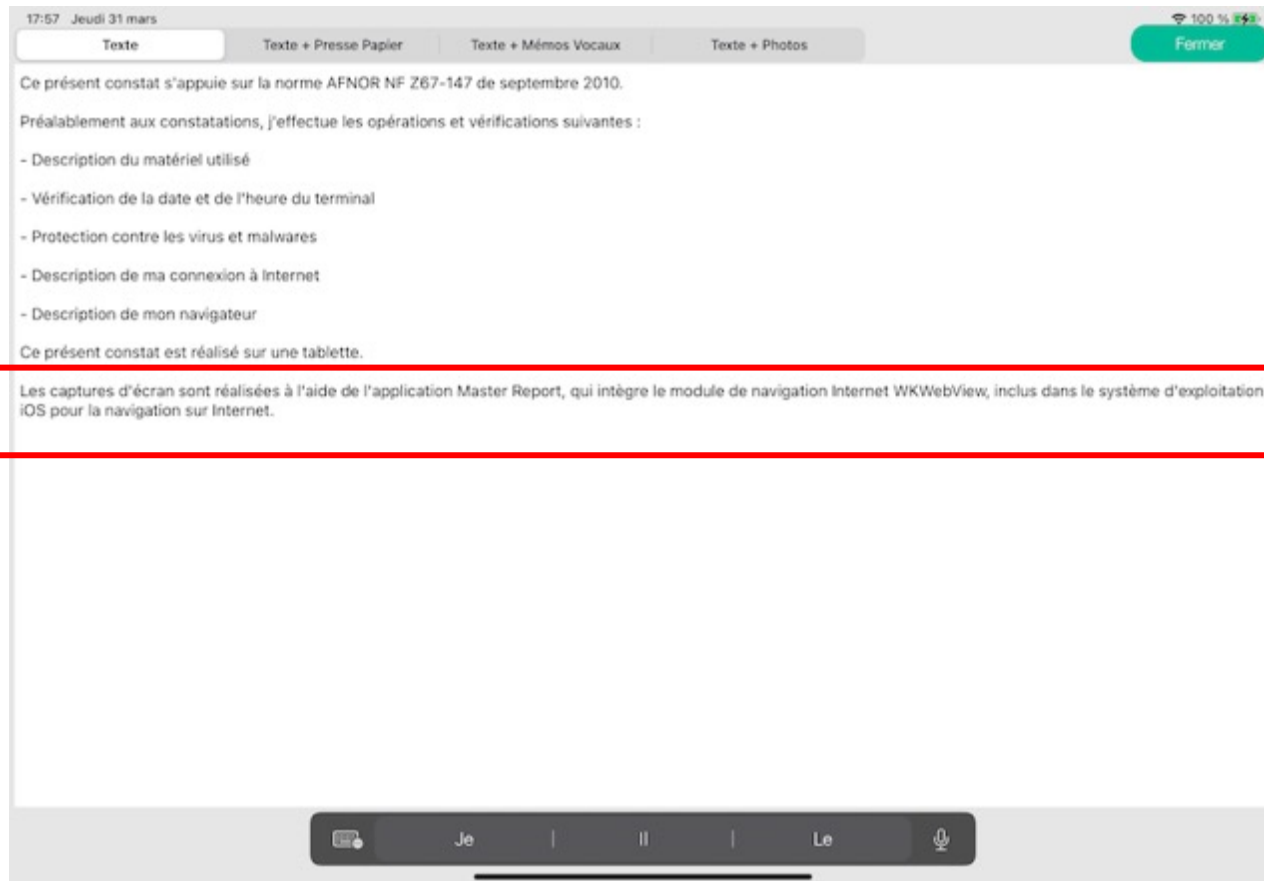 17:57 Jeudi 31 mars
100 %
Texte
Texte + Presse Papier
Texte + Mémos Vocaux
Texte + Photos
Fermer
Ce présent constat s'appuie sur la norme AFNOR NF Z67-147 de septembre 2010.
Préalablement aux constatations, j'effectue les opérations et vérifications suivantes :
- Description du matériel utilisé
- Vérification de la date et de l'heure du terminal
- Protection contre les virus et malwares
- Description de ma connexion à Internet
- Description de mon navigateur
Ce présent constat est réalisé sur une tablette.
Les captures d'écran sont réalisées à l'aide de l'application Master Report, qui intègre le module de navigation Internet WKWebView, inclus dans le système d'exploitation
iOS pour la navigation sur Internet.
Je
Il
Le